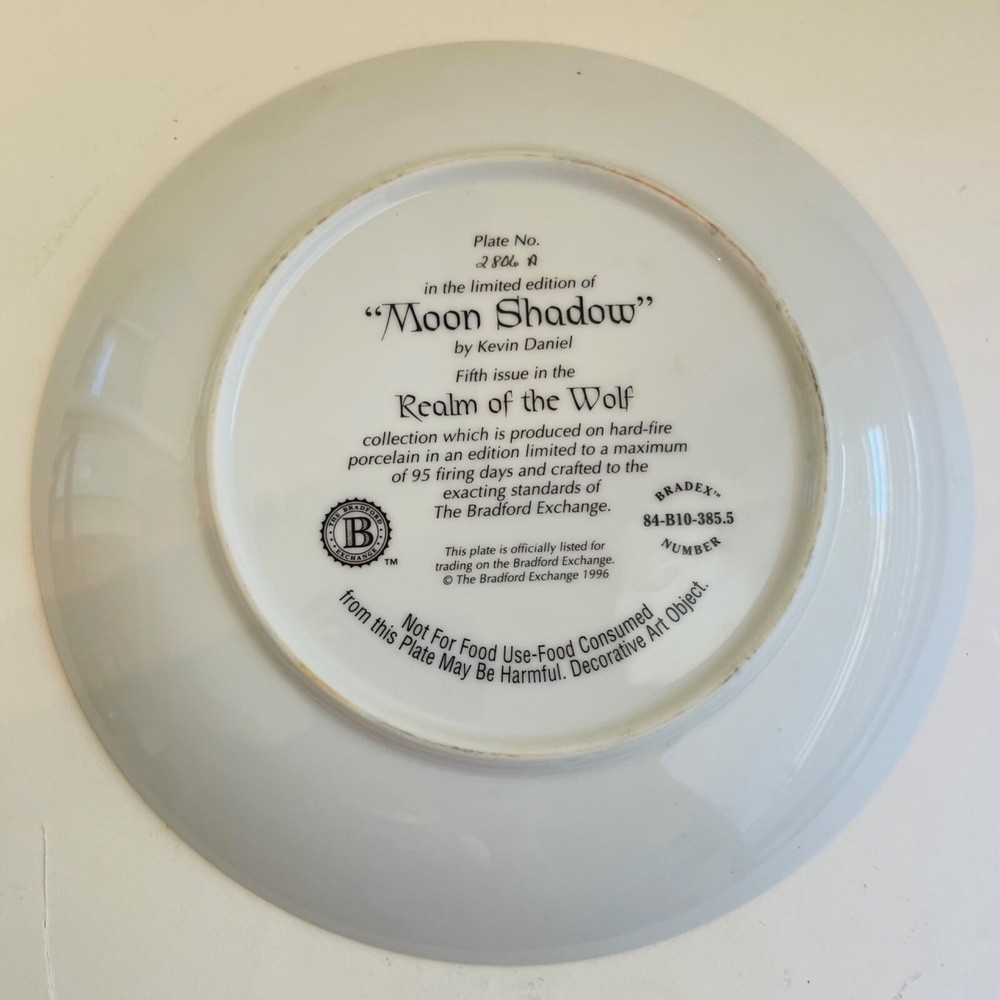 Plate No.
2806 A
in the limited edition of
“Moon Shadow”
by Kevin Daniel
Fifth issue in the
Realm of the Wolf
collection which is produced on hard-fire
porcelain in an edition limited to a maximum
of 95 firing days and crafted to the
exacting standards of
The Bradford Exchange.
THE BRADFORD
B
EXCHANGE
TM
BRADEX™
84-B10-385.5
NUMBER
This plate is officially listed for
trading on the Bradford Exchange.
© The Bradford Exchange 1996
Not For Food Use-Food Consumed
from this Plate May Be Harmful. Decorative Art Object.